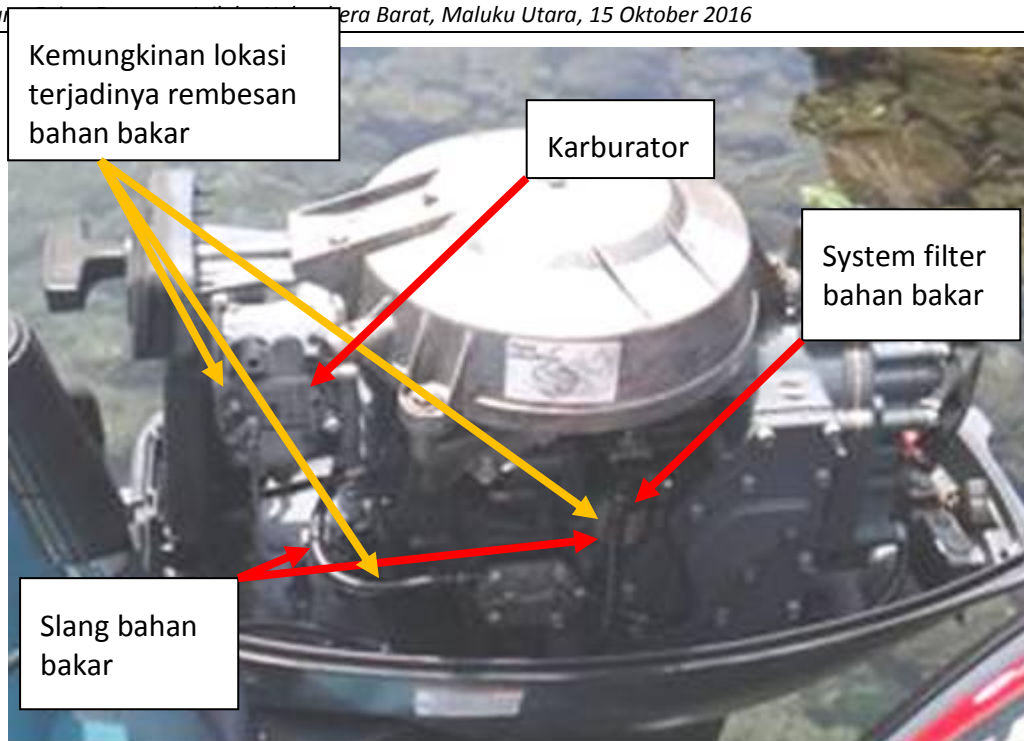 era Barat, Maluku Utara, 15 Oktober 2016
Kemungkinan lokasi
terjadinya rembesan
bahan bakar
Karburator
System filter
bahan bakar
Slang bahan
bakar